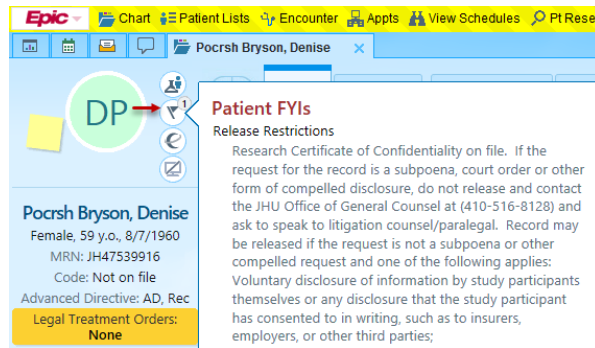 Epic Chart Patient Lists Encounter Appts View Schedules Pt Rese
Pocrsh Bryson, Denise
DP
1
Patient FYIs
Release Restrictions
Research Certificate of Confidentiality on file. If the
request for the record is a subpoena, court order or other
form of compelled disclosure, do not release and contact
the JHU Office of General Counsel at (410-516-8128) and
ask to speak to litigation counsel/paralegal. Record may
be released if the request is not a subpoena or other
compelled request and one of the following applies:
Voluntary disclosure of information by study participants
themselves or any disclosure that the study participant
has consented to in writing, such as to insurers,
employers, or other third parties;
Pocrsh Bryson, Denise
Female, 59 y.o., 8/7/1960
MRN: JH47539916
Code: Not on file
Advanced Directive: AD, Rec
Legal Treatment Orders:
None